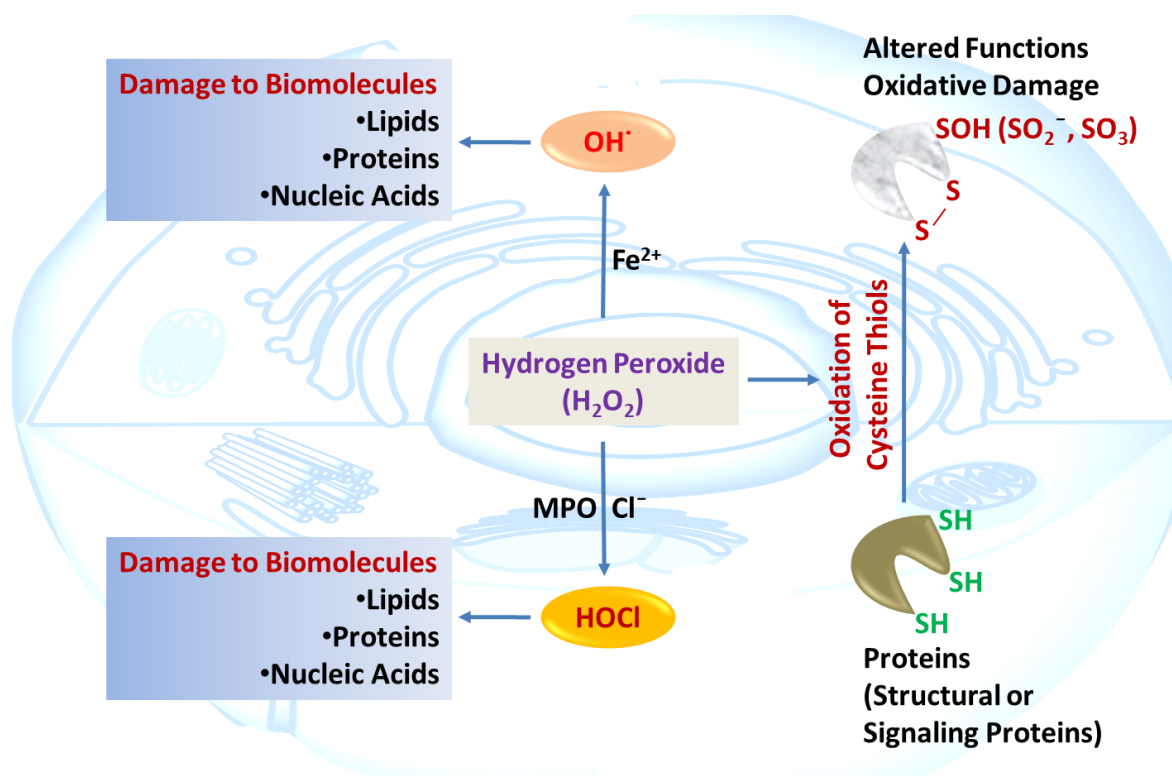 Damage to Biomolecules
•Lipids
•Proteins
•Nucleic Acids
OH˙
Fe²⁺
Hydrogen Peroxide
(H₂O₂)
MPO Cl⁻
HOCl
Damage to Biomolecules
•Lipids
•Proteins
•Nucleic Acids
Altered Functions
Oxidative Damage
SOH (SO₂⁻, SO₃)
S
S
Oxidation of
Cysteine Thiols
SH
SH
SH
Proteins
(Structural or
Signaling Proteins)